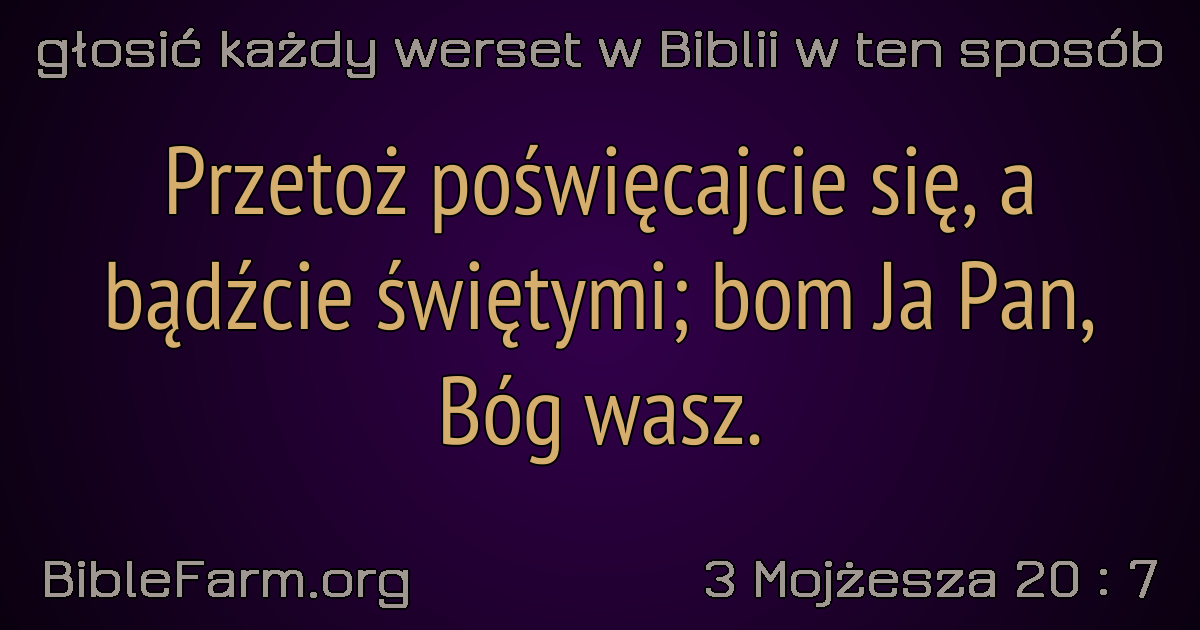 głosić każdy werset w Biblii w ten sposób
Przetoż poświęcajcie się, a
bądźcie świętymi; bom Ja Pan,
Bóg wasz.
BibleFarm.org
3 Mojżesza 20 : 7